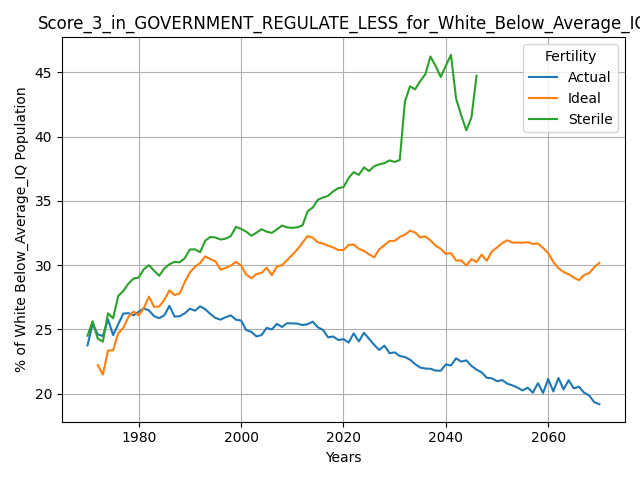 Score_3_in_GOVERNMENT_REGULATE_LESS_for_White_Below_Average_IQ
Fertility
Actual
Ideal
Sterile
% of White Below_Average_IQ Population
45
40
35
30
25
20
1980
2000
2020
2040
2060
Years